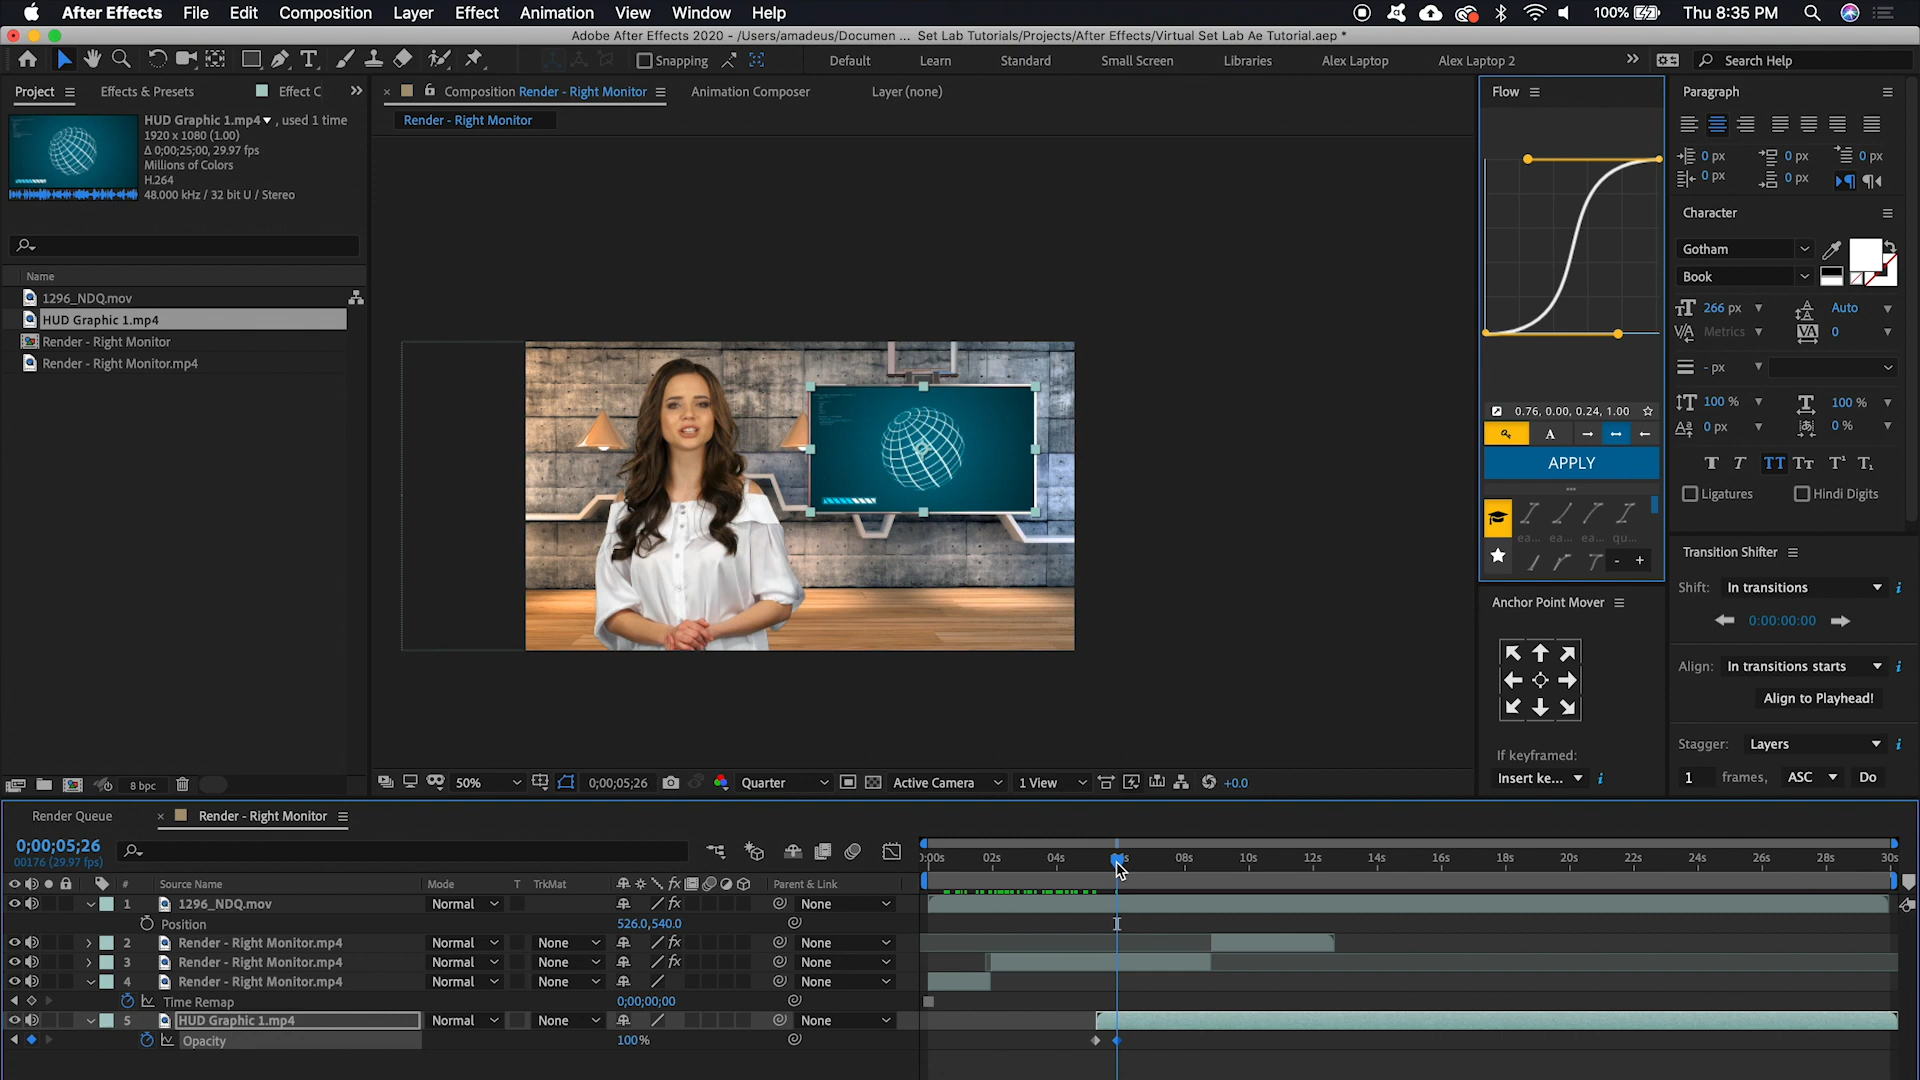 After Effects File Edit Composition Layer Effect Animation View Window Help 100% Thu 8:35 PM
Adobe After Effects 2020 - /Users/amadeus/Documen ... Set Lab Tutorials/Projects/After Effects/Virtual Set Lab Ae Tutorial.aep *
Snapping Default Learn Standard Small Screen Libraries Alex Laptop Alex Laptop 2 Search Help
Project Effects & Presets Effect C
Composition Render - Right Monitor Animation Composer Layer (none)
Render - Right Monitor
HUD Graphic 1.mp4 , used 1 time
1920 x 1080 (1.00)
Δ 0;00;25;00, 29.97 fps
Millions of Colors
H.264
48.000 kHz / 32 bit U / Stereo
Name
1296_NDQ.mov
HUD Graphic 1.mp4
Render - Right Monitor
Render - Right Monitor.mp4
8 bpc
50% 0;00;05;26 Quarter Active Camera 1 View +0.0
Flow
0.76, 0.00, 0.24, 1.00
A
APPLY
ea... ea... ea... qu...
- +
Anchor Point Mover
If keyframed:
Insert ke...
Paragraph
0 px 0 px 0 px
0 px 0 px
Character
Gotham
Book
266 px Auto
Metrics 0
- px
100 % 100 %
0 px 0 %
T T TT Tt T¹ T₁
Ligatures Hindi Digits
Transition Shifter
Shift: In transitions
0:00:00:00
Align: In transitions starts
Align to Playhead!
Stagger: Layers
1 frames, ASC Do
Render Queue Render - Right Monitor
0;00;05;26
00176 (29.97 fps)
# Source Name Mode T TrkMat fx Parent & Link
0:00s 02s 04s 08s 10s 12s 14s 16s 18s 20s 22s 24s 26s 28s 30s
1 1296_NDQ.mov Normal fx None
Position 526.0,540.0
2 Render - Right Monitor.mp4 Normal None fx None
3 Render - Right Monitor.mp4 Normal None fx None
4 Render - Right Monitor.mp4 Normal None None
Time Remap 0;00;00;00
5 HUD Graphic 1.mp4 Normal None None
Opacity 100%